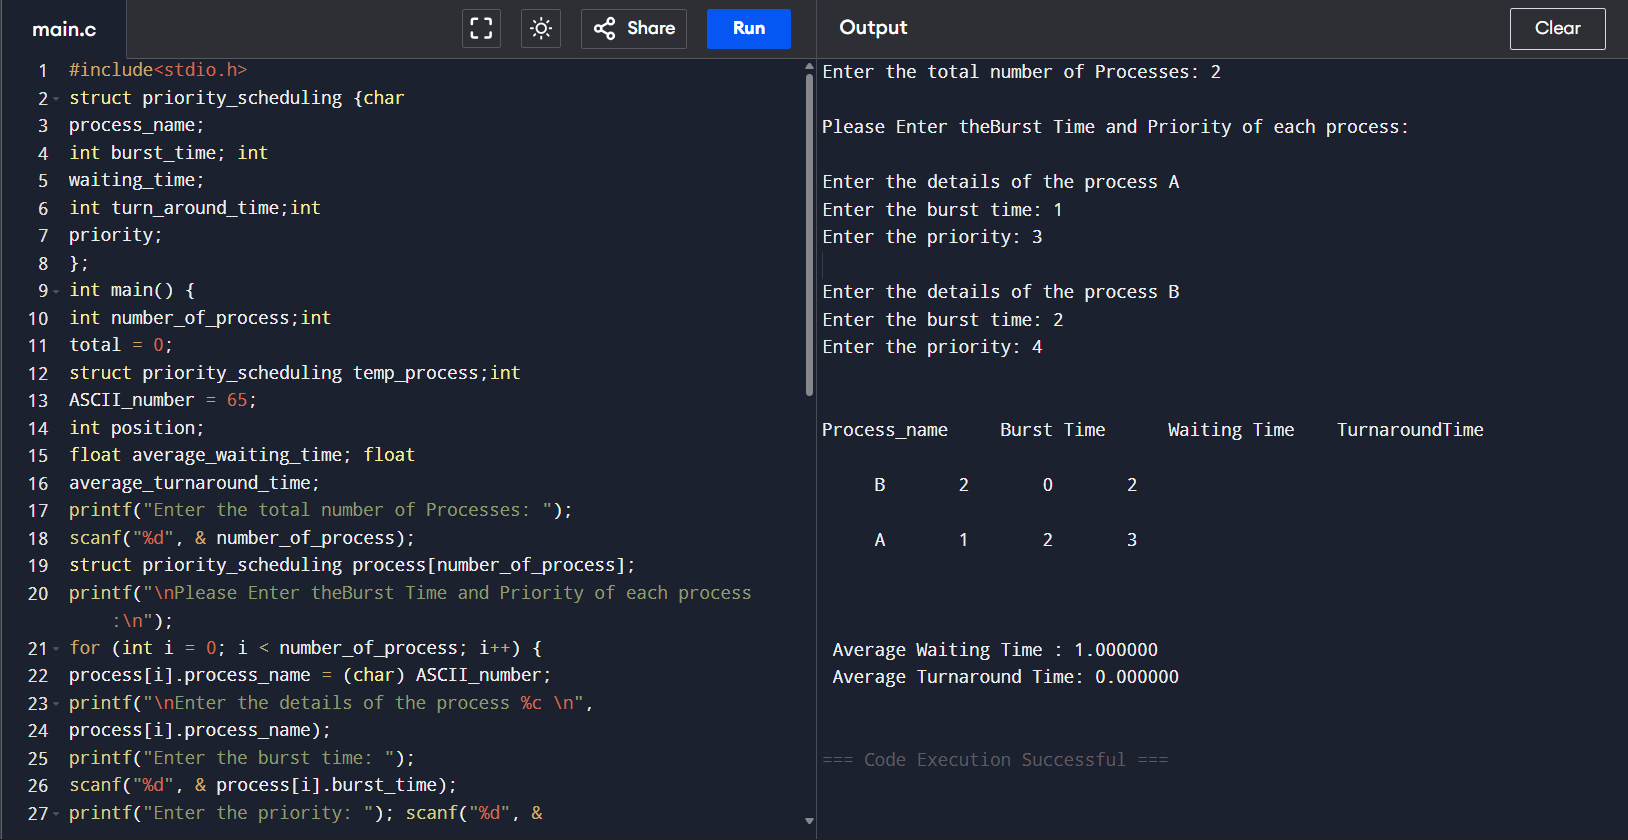 main.c
Share
Run
Output
Clear
1 #include<stdio.h>
2 struct priority_scheduling {char
3 process_name;
4 int burst_time; int
5 waiting_time;
6 int turn_around_time;int
7 priority;
8 };
9 int main() {
10 int number_of_process;int
11 total = 0;
12 struct priority_scheduling temp_process;int
13 ASCII_number = 65;
14 int position;
15 float average_waiting_time; float
16 average_turnaround_time;
17 printf("Enter the total number of Processes: ");
18 scanf("%d", & number_of_process);
19 struct priority_scheduling process[number_of_process];
20 printf("\nPlease Enter theBurst Time and Priority of each process
:\n");
21 for (int i = 0; i < number_of_process; i++) {
22 process[i].process_name = (char) ASCII_number;
23 printf("\nEnter the details of the process %c \n",
24 process[i].process_name);
25 printf("Enter the burst time: ");
26 scanf("%d", & process[i].burst_time);
27 printf("Enter the priority: "); scanf("%d", &
Enter the total number of Processes: 2
Please Enter theBurst Time and Priority of each process:
Enter the details of the process A
Enter the burst time: 1
Enter the priority: 3
Enter the details of the process B
Enter the burst time: 2
Enter the priority: 4
Process_name Burst Time Waiting Time TurnaroundTime
B 2 0 2
A 1 2 3
Average Waiting Time : 1.000000
Average Turnaround Time: 0.000000
=== Code Execution Successful ===